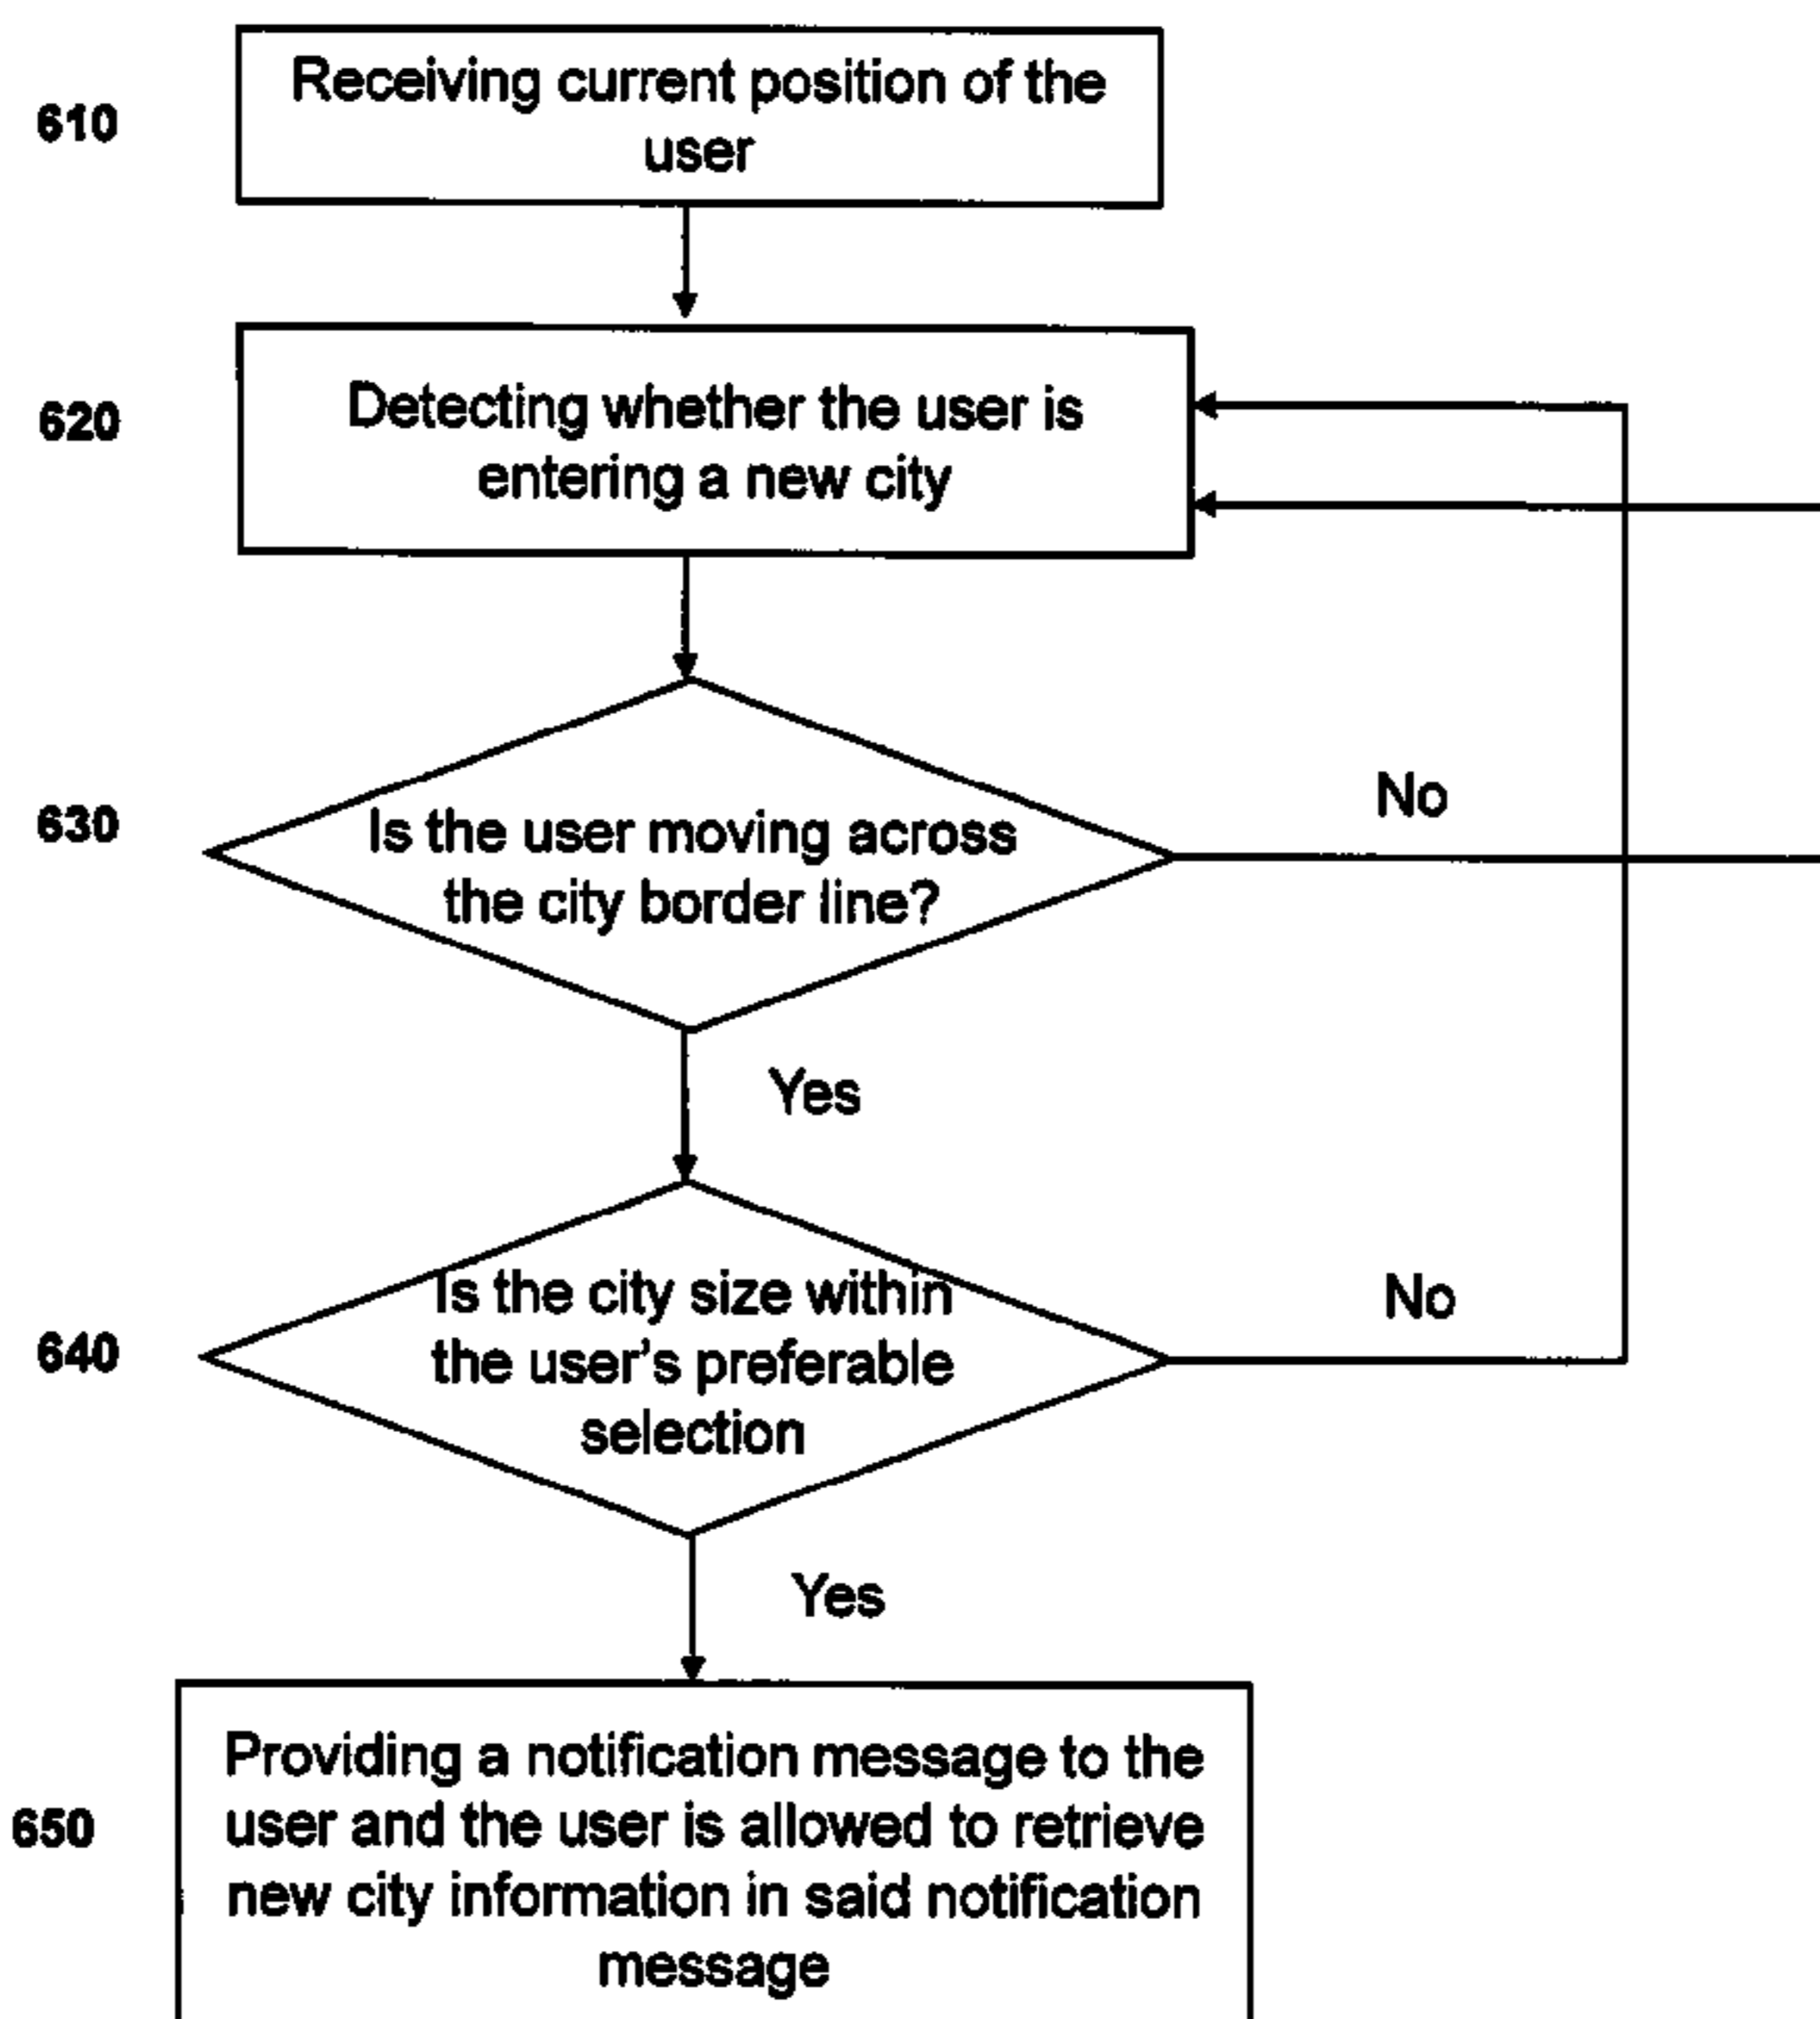 610
Receiving current position of the
user
620
Detecting whether the user is
entering a new city
630
Is the user moving across
the city border line?
No
Yes
640
Is the city size within
the user's preferable
selection
No
Yes
650
Providing a notification message to the
user and the user is allowed to retrieve
new city information in said notification
message